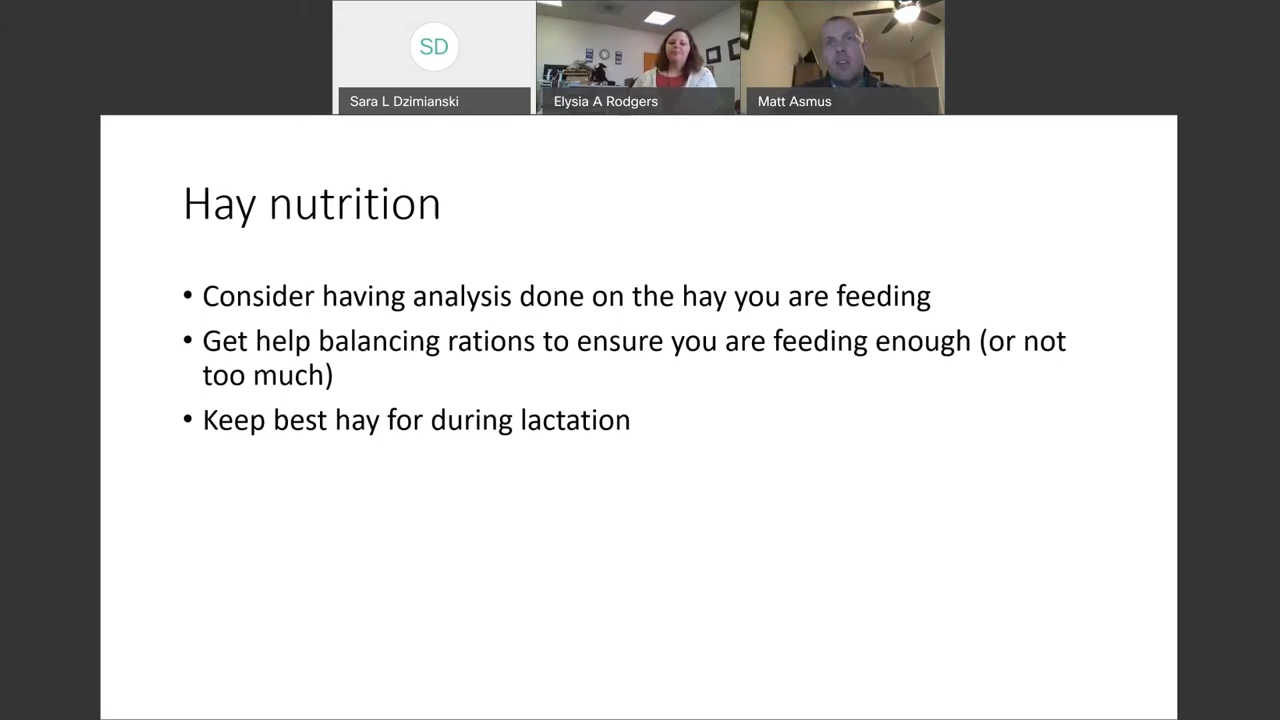 SD
Sara L Dzimianski
Elysia A Rodgers
Matt Asmus
Hay nutrition
• Consider having analysis done on the hay you are feeding
• Get help balancing rations to ensure you are feeding enough (or not
too much)
• Keep best hay for during lactation